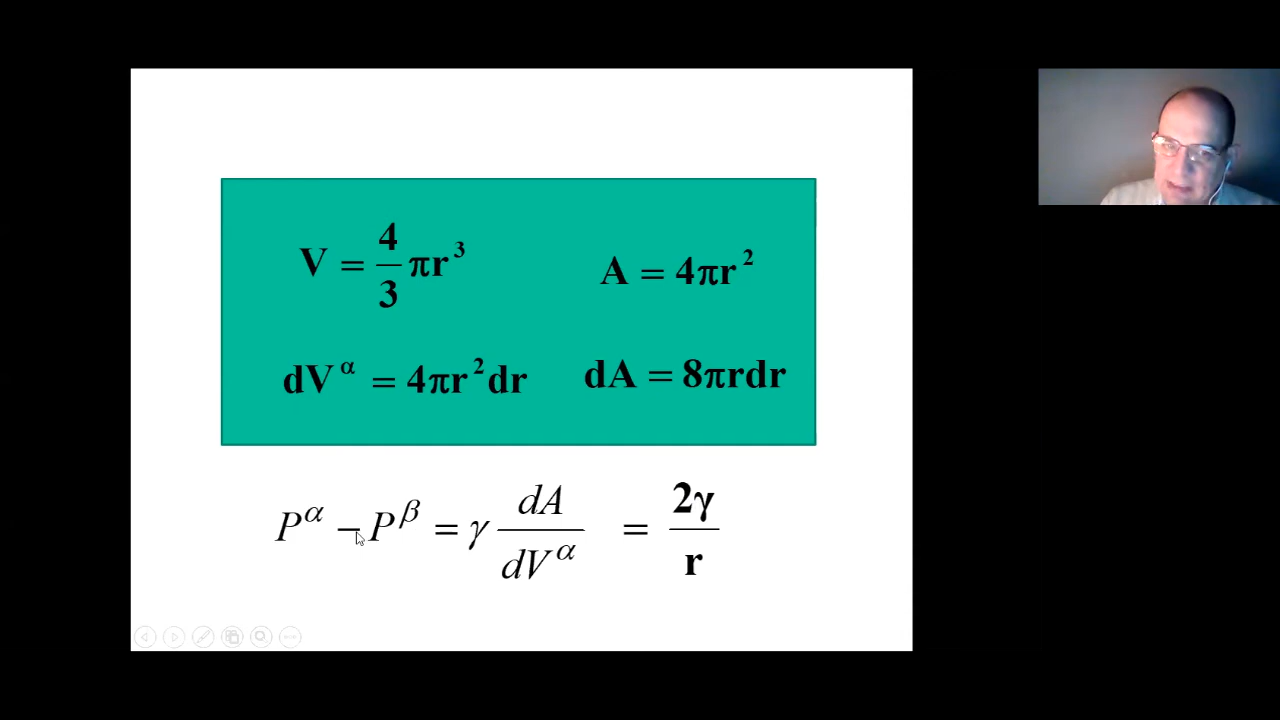 V = 4/3 πr³
A = 4πr²
dV^α = 4πr²dr
dA = 8πrdr
P^α − P^β = γ dA/dV^α = 2γ/r